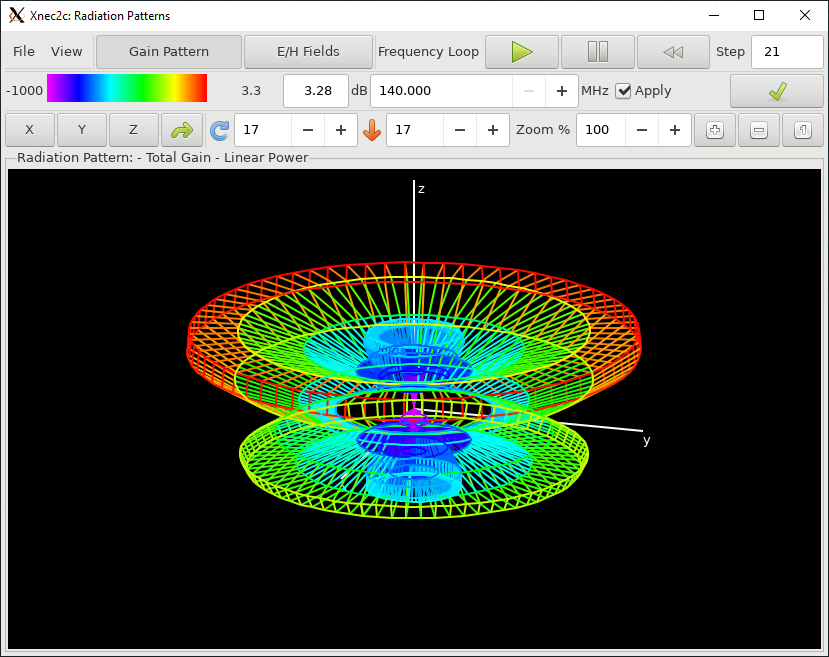 Xnec2c: Radiation Patterns
File View Gain Pattern E/H Fields Frequency Loop Step 21
-1000 3.3 3.28 dB 140.000 MHz Apply
X Y Z 17 17 Zoom % 100 1
Radiation Pattern: - Total Gain - Linear Power
z
y